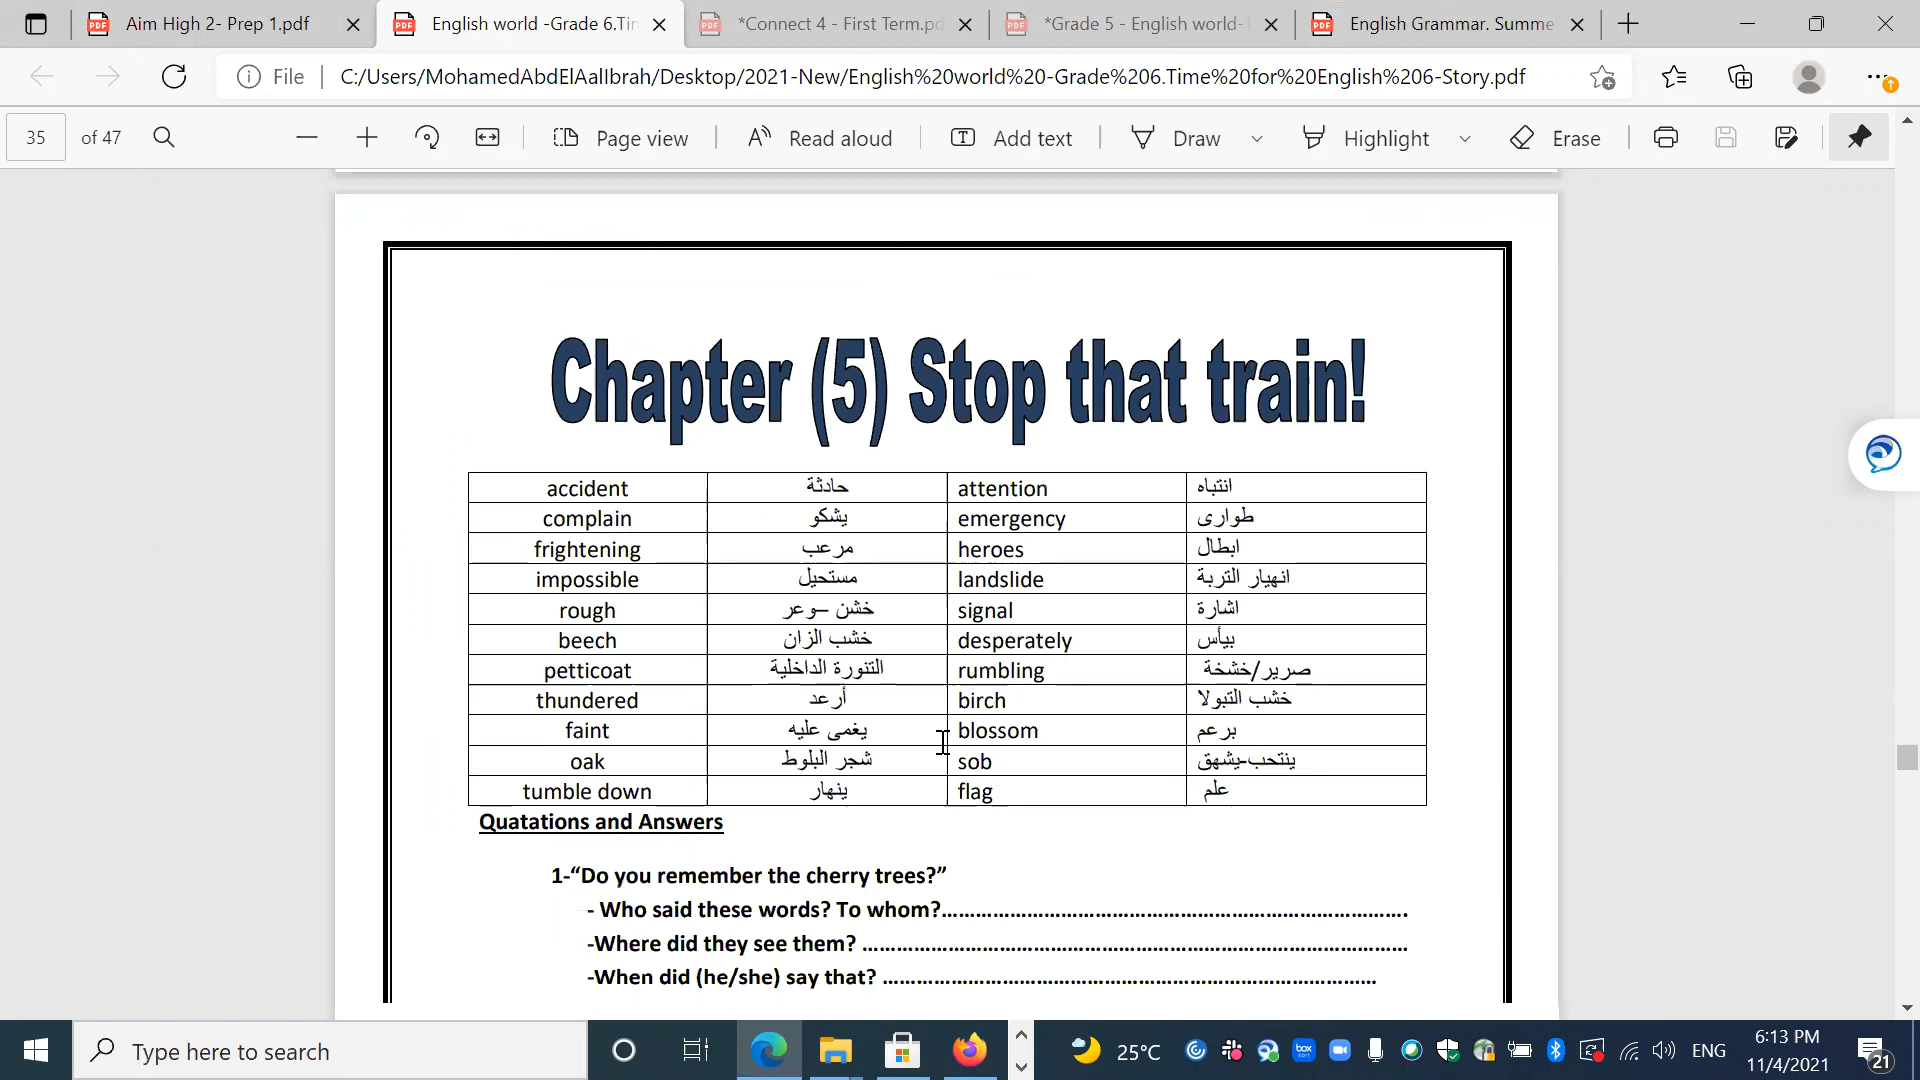 Aim High 2- Prep 1.pdf
English world -Grade 6.Tin
*Connect 4 - First Term.pd
*Grade 5 - English world-T
English Grammar. Summe
File
C:/Users/MohamedAbdElAalIbrah/Desktop/2021-New/English%20world%20-Grade%206.Time%20for%20English%206-Story.pdf
35 of 47
Page view
Read aloud
Add text
Draw
Highlight
Erase
Chapter (5) Stop that train!
accident حادثة attention انتباه
complain يشكو emergency طوارى
frightening مرعب heroes ابطال
impossible مستحيل landslide انهيار التربة
rough خشن –وعر signal اشارة
beech خشب الزان desperately بيأس
petticoat التنورة الداخلية rumbling صرير/خشخة
thundered أرعد birch خشب التبولا
faint يغمى عليه blossom برعم
oak شجر البلوط sob ينتحب-يشهق
tumble down ينهار flag علم
Quatations and Answers
1-“Do you remember the cherry trees?”
- Who said these words? To whom?……………………………………………………….
-Where did they see them? …………………………………………………………………
-When did (he/she) say that? ……………………………………………………………
Type here to search
25°C
ENG
6:13 PM
11/4/2021
21